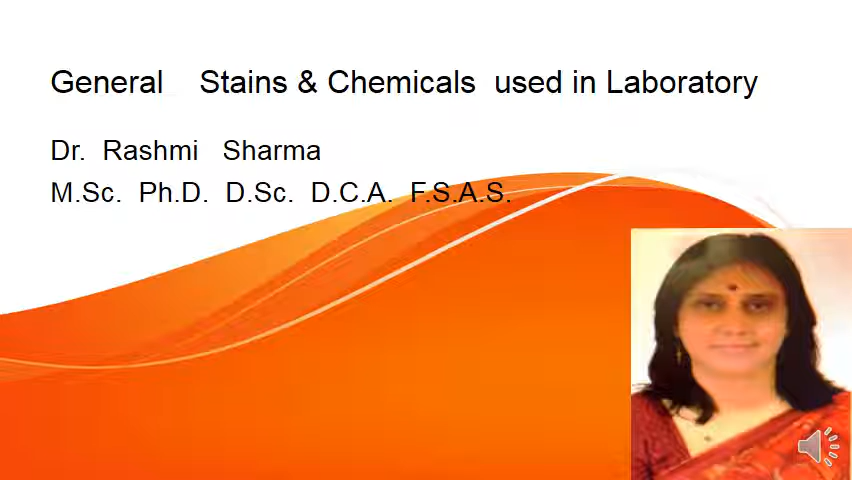 General Stains & Chemicals used in Laboratory
Dr. Rashmi Sharma
M.Sc. Ph.D. D.Sc. D.C.A. F.S.A.S.